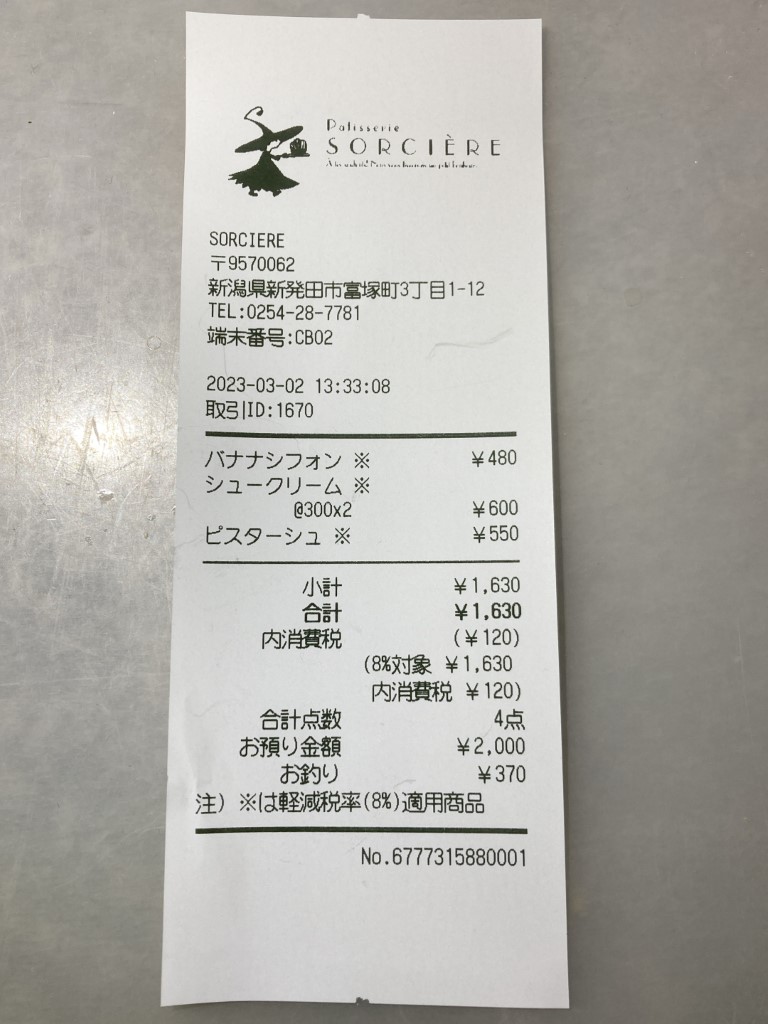 Patisserie
SORCIÈRE
SORCIERE
〒9570062
新潟県新発田市富塚町3丁目1-12
TEL:0254-28-7781
端末番号:CB02
2023-03-02 13:33:08
取引ID:1670
バナナシフォン ※ ¥480
シュークリーム ※
@300x2 ¥600
ピスターシュ ※ ¥550
小計 ¥1,630
合計 ¥1,630
内消費税 (¥120)
(8%対象 ¥1,630
内消費税 ¥120)
合計点数 4点
お預り金額 ¥2,000
お釣り ¥370
注) ※は軽減税率(8%)適用商品
No.6777315880001